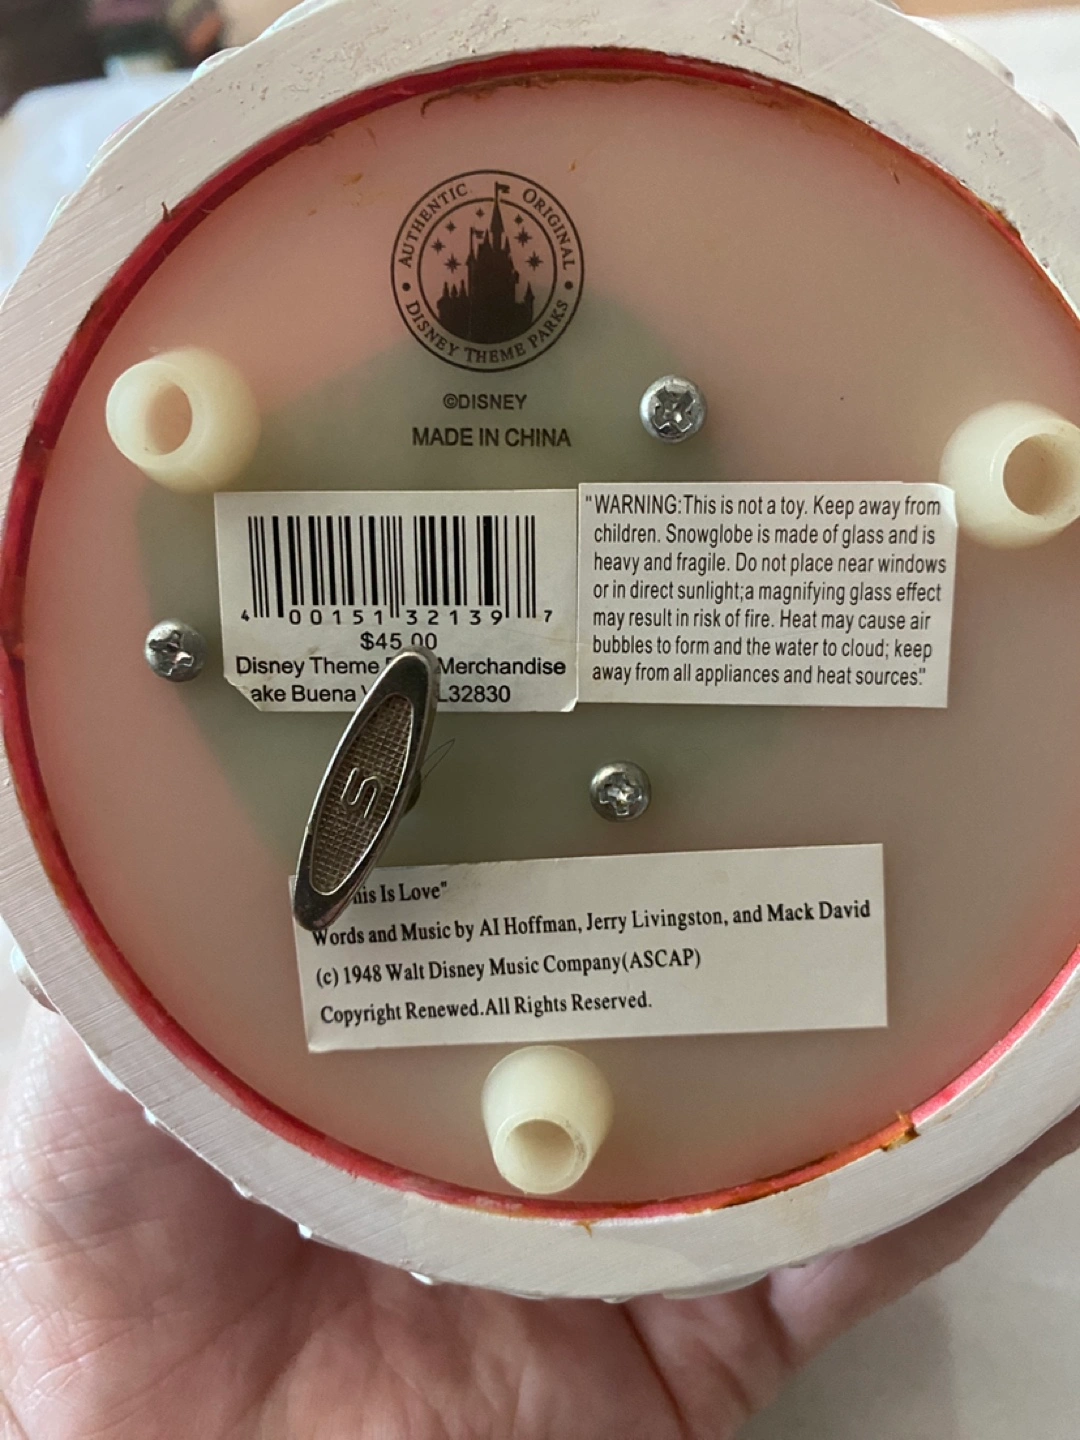 AUTHENTIC ORIGINAL
DISNEY THEME PARKS
©DISNEY
MADE IN CHINA
4 00151 32139 7
$45.00
Disney Theme Merchandise
ake Buena L32830
"WARNING:This is not a toy. Keep away from
children. Snowglobe is made of glass and is
heavy and fragile. Do not place near windows
or in direct sunlight;a magnifying glass effect
may result in risk of fire. Heat may cause air
bubbles to form and the water to cloud; keep
away from all appliances and heat sources."
S
his Is Love"
Words and Music by AI Hoffman, Jerry Livingston, and Mack David
(c) 1948 Walt Disney Music Company(ASCAP)
Copyright Renewed.All Rights Reserved.